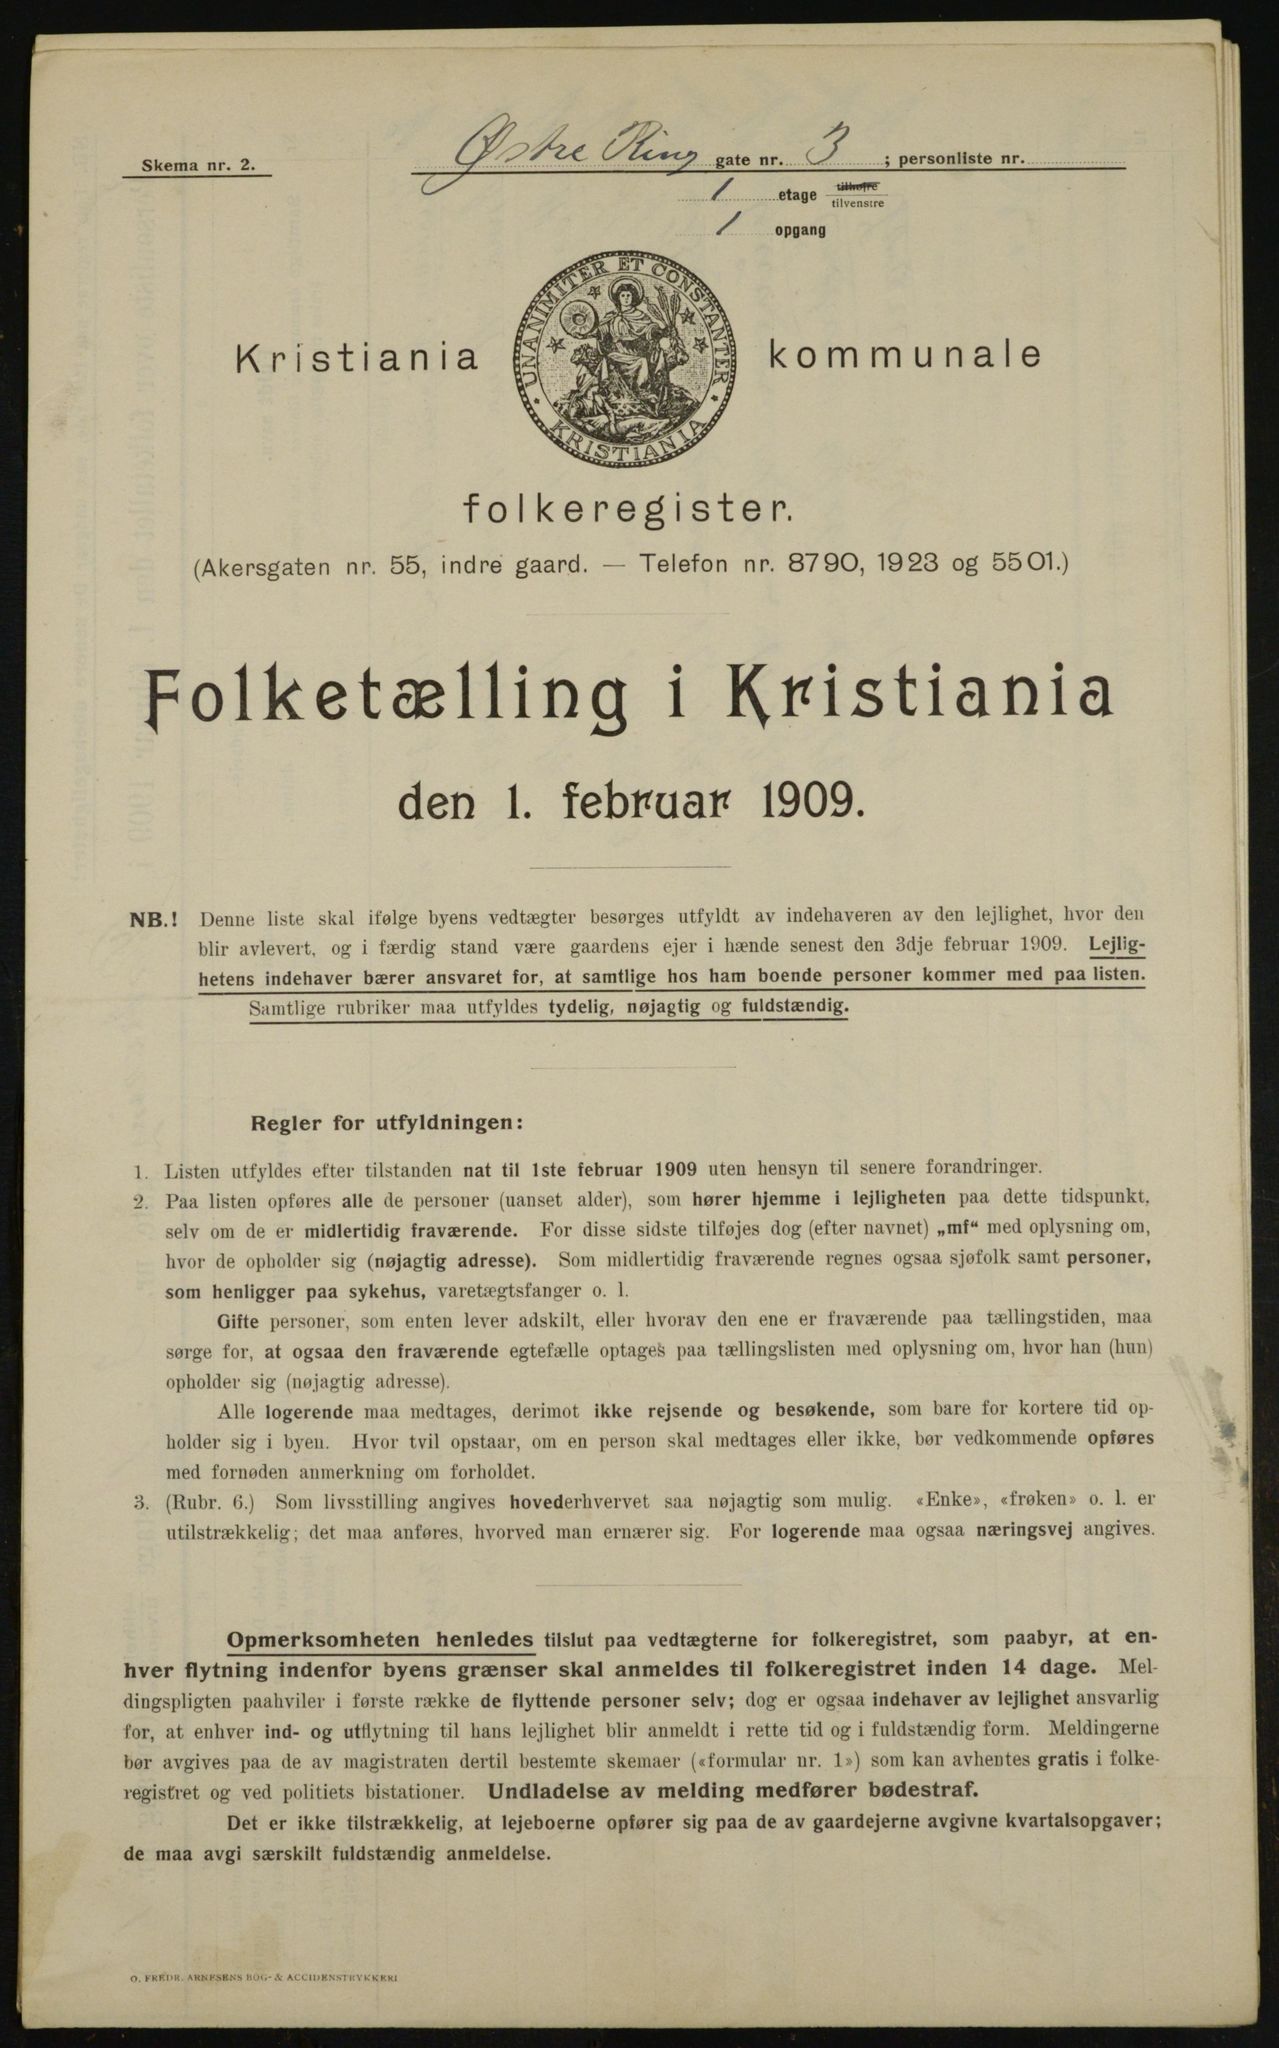 Skema nr. 2.
Østre Ring gate nr. 3 ; personliste nr.
1 etage tilhøjre
tilvenstre
1 opgang
UNANIMITER ET CONSTANTER
KRISTIANIA
Kristiania kommunale
folkeregister.
(Akersgaten nr. 55, indre gaard. — Telefon nr. 8790, 1923 og 5501.)
Folketælling i Kristiania
den 1. februar 1909.
NB.! Denne liste skal ifølge byens vedtægter besørges utfyldt av indehaveren av den lejlighet, hvor den
blir avlevert, og i færdig stand være gaardens ejer i hænde senest den 3dje februar 1909. Lejlig-
hetens indehaver bærer ansvaret for, at samtlige hos ham boende personer kommer med paa listen.
Samtlige rubriker maa utfyldes tydelig, nøjagtig og fuldstændig.
Regler for utfyldningen:
1. Listen utfyldes efter tilstanden nat til 1ste februar 1909 uten hensyn til senere forandringer.
2. Paa listen opføres alle de personer (uanset alder), som hører hjemme i lejligheten paa dette tidspunkt,
selv om de er midlertidig fraværende. For disse sidste tilføjes dog (efter navnet) „mf“ med oplysning om,
hvor de opholder sig (nøjagtig adresse). Som midlertidig fraværende regnes ogsaa sjøfolk samt personer,
som henligger paa sykehus, varetægtsfanger o. l.
Gifte personer, som enten lever adskilt, eller hvorav den ene er fraværende paa tællingstiden, maa
sørge for, at ogsaa den fraværende egtefælle optages paa tællingslisten med oplysning om, hvor han (hun)
opholder sig (nøjagtig adresse).
Alle logerende maa medtages, derimot ikke rejsende og besøkende, som bare for kortere tid op-
holder sig i byen. Hvor tvil opstaar, om en person skal medtages eller ikke, bør vedkommende opføres
med fornøden anmerkning om forholdet.
3. (Rubr. 6.) Som livsstilling angives hovederhvervet saa nøjagtig som mulig. «Enke», «frøken» o. l. er
utilstrækkelig; det maa anføres, hvorved man ernærer sig. For logerende maa ogsaa næringsvej angives.
Opmerksomheten henledes tilslut paa vedtægterne for folkeregistret, som paabyr, at en-
hver flytning indenfor byens grænser skal anmeldes til folkeregistret inden 14 dage. Mel-
dingspligten paahviler i første række de flyttende personer selv; dog er ogsaa indehaver av lejlighet ansvarlig
for, at enhver ind- og utflytning til hans lejlighet blir anmeldt i rette tid og i fuldstændig form. Meldingerne
bør avgives paa de av magistraten dertil bestemte skemaer («formular nr. 1») som kan avhentes gratis i folke-
registret og ved politiets bistationer. Undladelse av melding medfører bødestraf.
Det er ikke tilstrækkelig, at lejeboerne opfører sig paa de av gaardejerne avgivne kvartalsopgaver;
de maa avgi særskilt fuldstændig anmeldelse.
O. FREDR. ARNESENS BOG- & ACCIDENSTRYKKERI